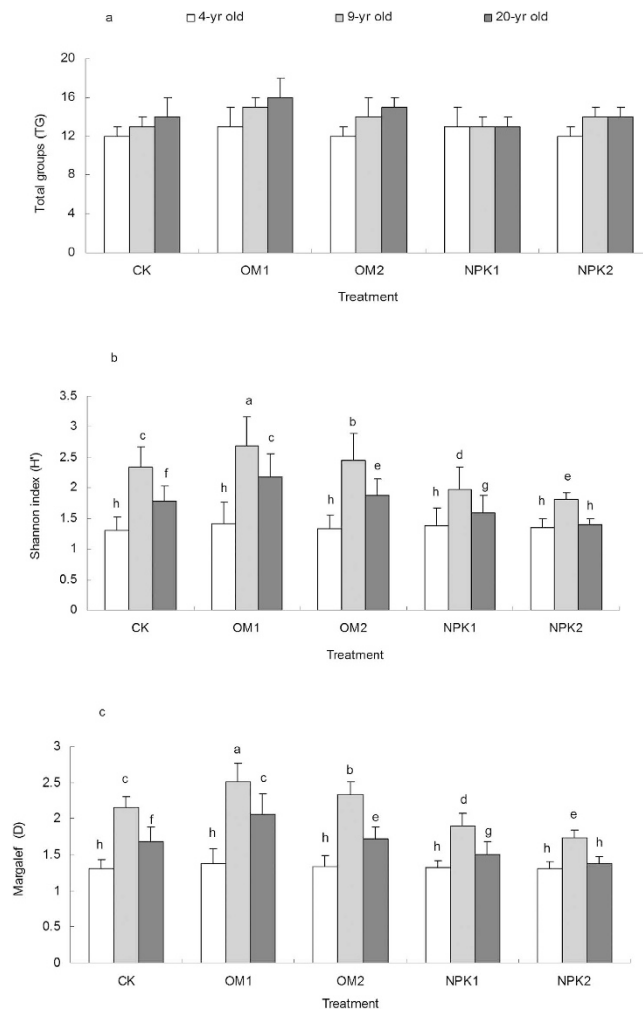 a
4-yr old 9-yr old 20-yr old
20
16
12
8
4
0
Total groups (TG)
CK OM1 OM2 NPK1 NPK2
Treatment
b
3.5
3
2.5
2
1.5
1
0.5
0
Shannon index (H')
h c f h a c h b e h d g h e h
CK OM1 OM2 NPK1 NPK2
Treatment
c
3
2.5
2
1.5
1
0.5
0
Margalef (D)
h c f h a c h b e h d g h e h
CK OM1 OM2 NPK1 NPK2
Treatment